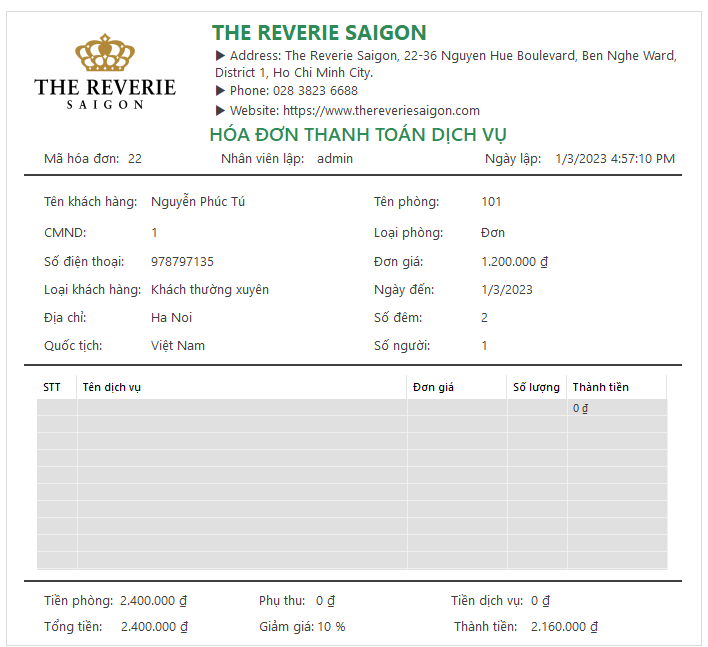 THE REVERIE
SAIGON
THE REVERIE SAIGON
▶ Address: The Reverie Saigon, 22-36 Nguyen Hue Boulevard, Ben Nghe Ward,
District 1, Ho Chi Minh City.
▶ Phone: 028 3823 6688
▶ Website: https://www.thereveriesaigon.com
HÓA ĐƠN THANH TOÁN DỊCH VỤ
Mã hóa đơn: 22 Nhân viên lập: admin Ngày lập: 1/3/2023 4:57:10 PM
Tên khách hàng: Nguyễn Phúc Tú Tên phòng: 101
CMND: 1 Loại phòng: Đơn
Số điện thoại: 978797135 Đơn giá: 1.200.000 ₫
Loại khách hàng: Khách thường xuyên Ngày đến: 1/3/2023
Địa chỉ: Ha Noi Số đêm: 2
Quốc tịch: Việt Nam Số người: 1
STT Tên dịch vụ Đơn giá Số lượng Thành tiền
0 ₫
Tiền phòng: 2.400.000 ₫ Phụ thu: 0 ₫ Tiền dịch vụ: 0 ₫
Tổng tiền: 2.400.000 ₫ Giảm giá: 10 % Thành tiền: 2.160.000 ₫